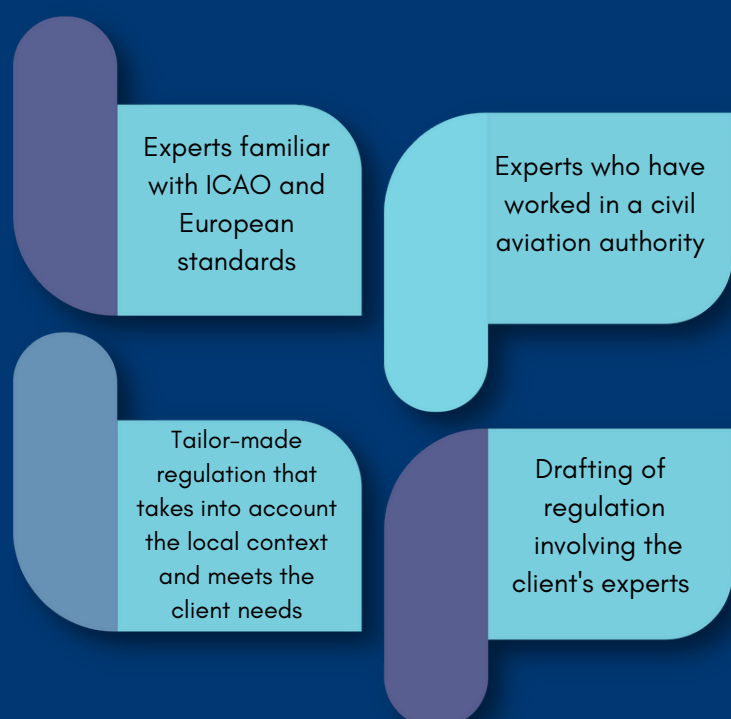 Experts familiar
with ICAO and
European
standards
Experts who have
worked in a civil
aviation authority
Tailor-made
regulation that
takes into account
the local context
and meets the
client needs
Drafting of
regulation
involving the
client's experts